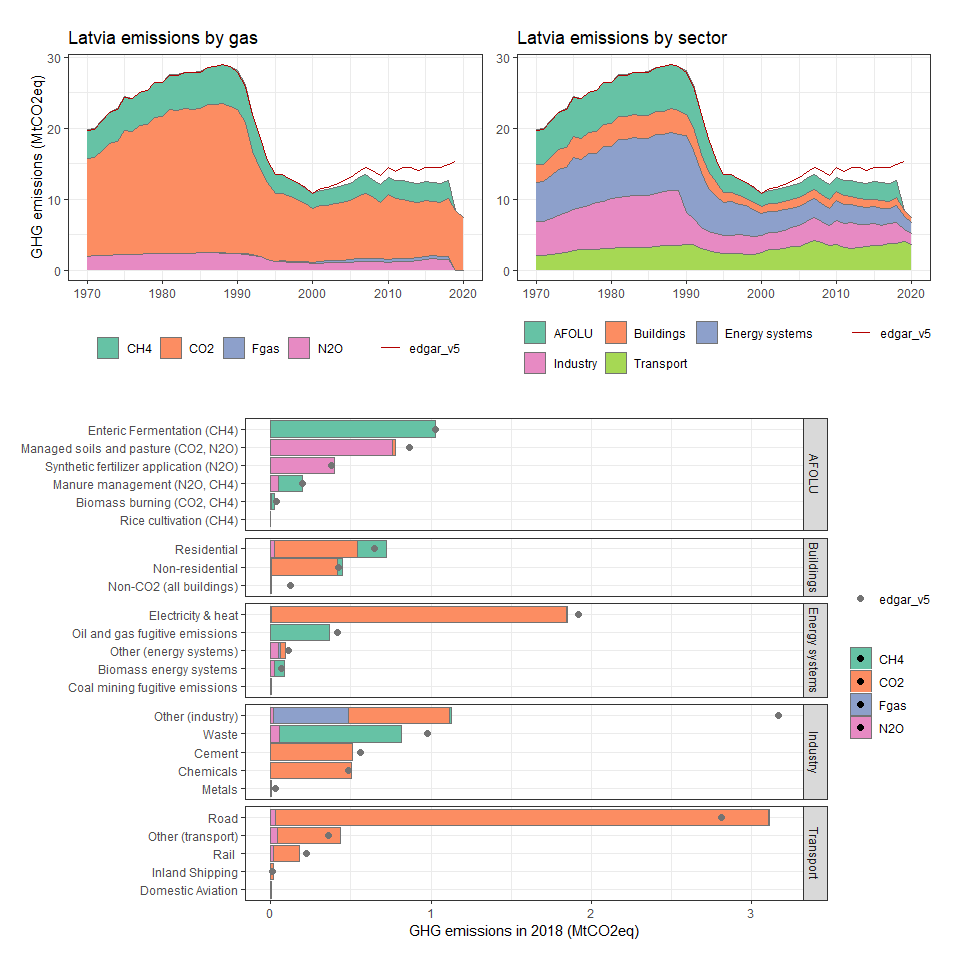 Latvia emissions by gas
Latvia emissions by sector
GHG emissions (MtCO2eq)
30
20
10
0
1970 1980 1990 2000 2010 2020
30
20
10
0
1970 1980 1990 2000 2010 2020
CH4 CO2 Fgas N2O edgar_v5
AFOLU Buildings Energy systems edgar_v5
Industry Transport
Enteric Fermentation (CH4)
Managed soils and pasture (CO2, N2O)
Synthetic fertilizer application (N2O)
Manure management (N2O, CH4)
Biomass burning (CO2, CH4)
Rice cultivation (CH4)
AFOLU
Residential
Non-residential
Non-CO2 (all buildings)
Buildings
Electricity & heat
Oil and gas fugitive emissions
Other (energy systems)
Biomass energy systems
Coal mining fugitive emissions
Energy systems
Other (industry)
Waste
Cement
Chemicals
Metals
Industry
Road
Other (transport)
Rail
Inland Shipping
Domestic Aviation
Transport
0 1 2 3
GHG emissions in 2018 (MtCO2eq)
edgar_v5
CH4
CO2
Fgas
N2O